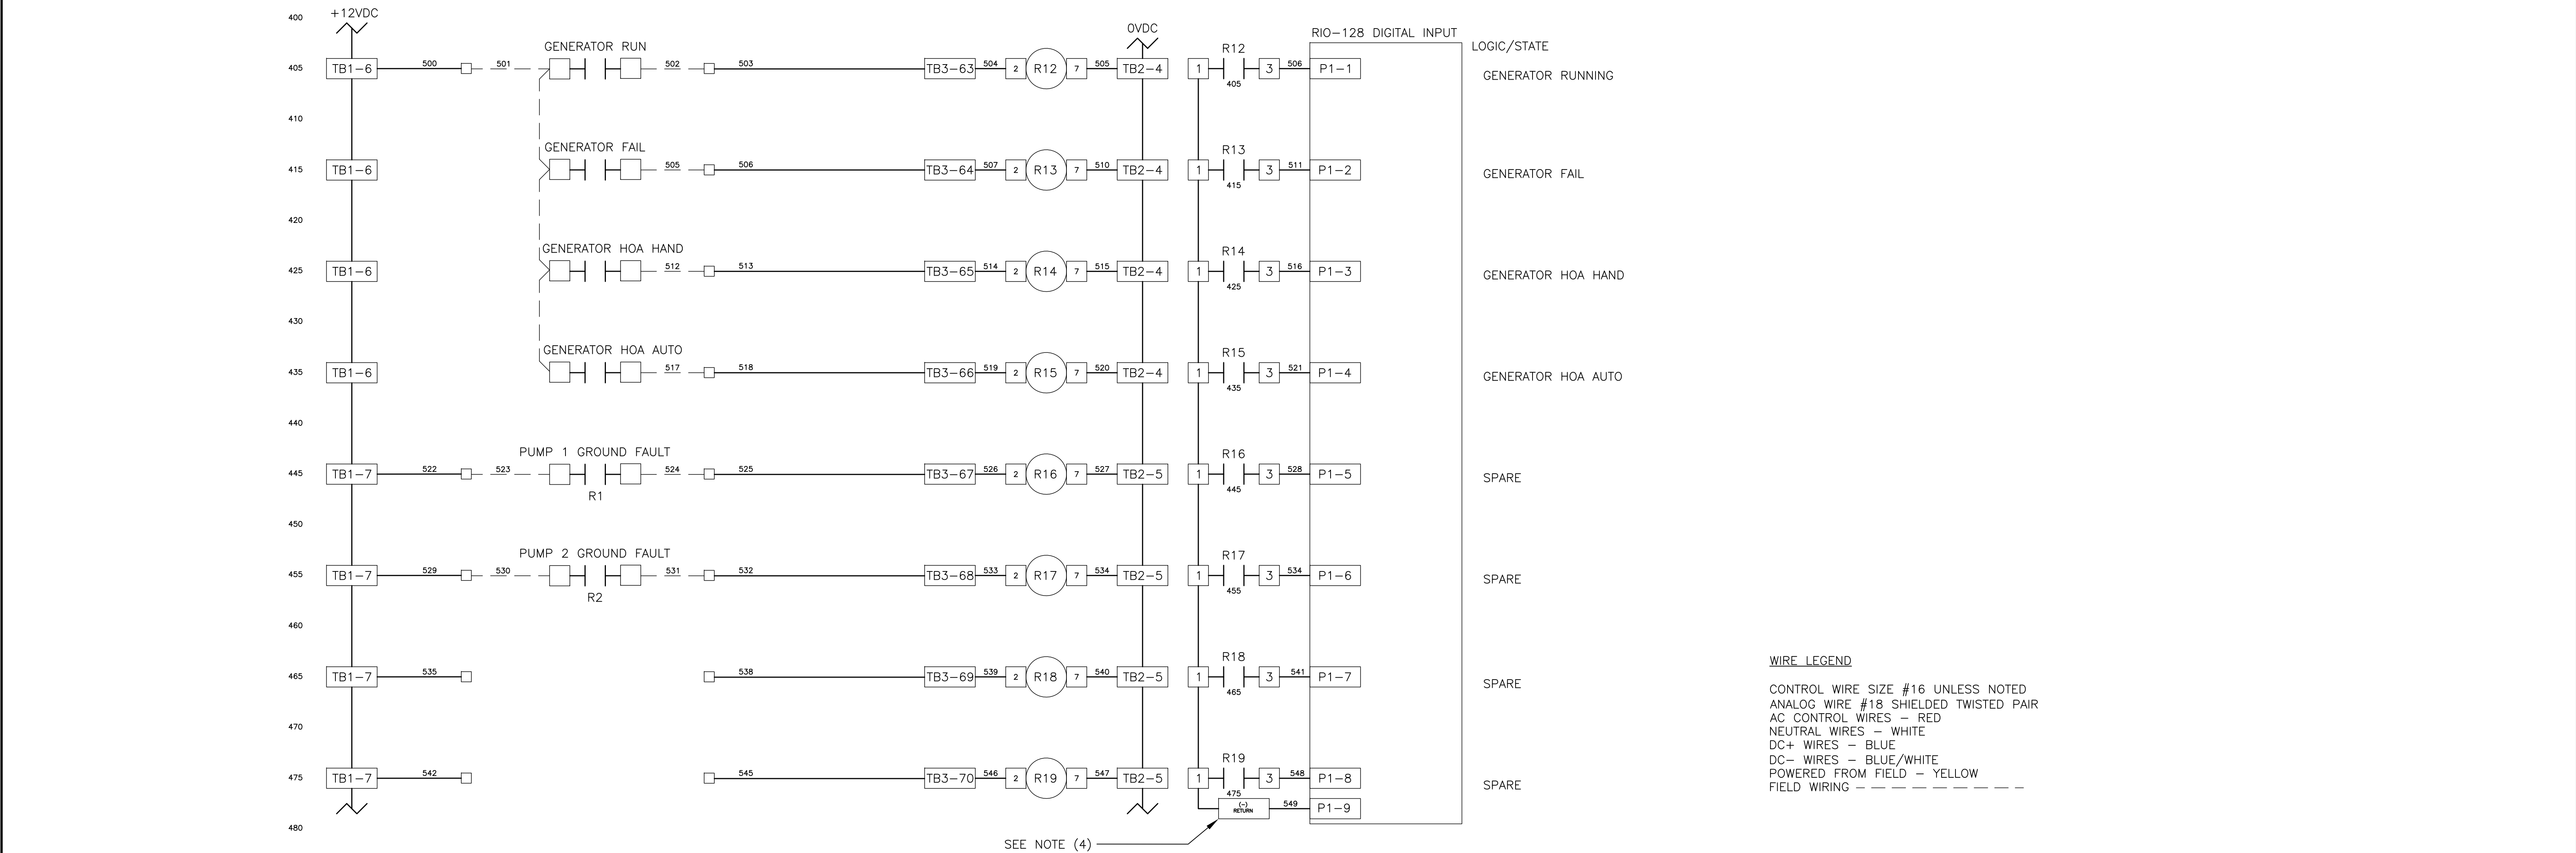 400 +12VDC
0VDC
RIO-128 DIGITAL INPUT
LOGIC/STATE
GENERATOR RUN
R12
405 TB1-6 500 501 502 503 TB3-63 504 2 R12 7 505 TB2-4 1 3 506 P1-1
405
GENERATOR RUNNING
410
GENERATOR FAIL
R13
415 TB1-6 505 506 TB3-64 507 2 R13 7 510 TB2-4 1 3 511 P1-2
415
GENERATOR FAIL
420
GENERATOR HOA HAND
R14
425 TB1-6 512 513 TB3-65 514 2 R14 7 515 TB2-4 1 3 516 P1-3
425
GENERATOR HOA HAND
430
GENERATOR HOA AUTO
R15
435 TB1-6 517 518 TB3-66 519 2 R15 7 520 TB2-4 1 3 521 P1-4
435
GENERATOR HOA AUTO
440
PUMP 1 GROUND FAULT
R16
445 TB1-7 522 523 524 525 TB3-67 526 2 R16 7 527 TB2-5 1 3 528 P1-5
445
SPARE
R1
450
PUMP 2 GROUND FAULT
R17
455 TB1-7 529 530 531 532 TB3-68 533 2 R17 7 534 TB2-5 1 3 534 P1-6
455
SPARE
R2
460
R18
465 TB1-7 535 538 TB3-69 539 2 R18 7 540 TB2-5 1 3 541 P1-7
465
SPARE
470
R19
475 TB1-7 542 545 TB3-70 546 2 R19 7 547 TB2-5 1 3 548 P1-8
475
SPARE
(-)
RETURN 549 P1-9
480
SEE NOTE (4)
WIRE LEGEND
CONTROL WIRE SIZE #16 UNLESS NOTED
ANALOG WIRE #18 SHIELDED TWISTED PAIR
AC CONTROL WIRES - RED
NEUTRAL WIRES - WHITE
DC+ WIRES - BLUE
DC- WIRES - BLUE/WHITE
POWERED FROM FIELD - YELLOW
FIELD WIRING